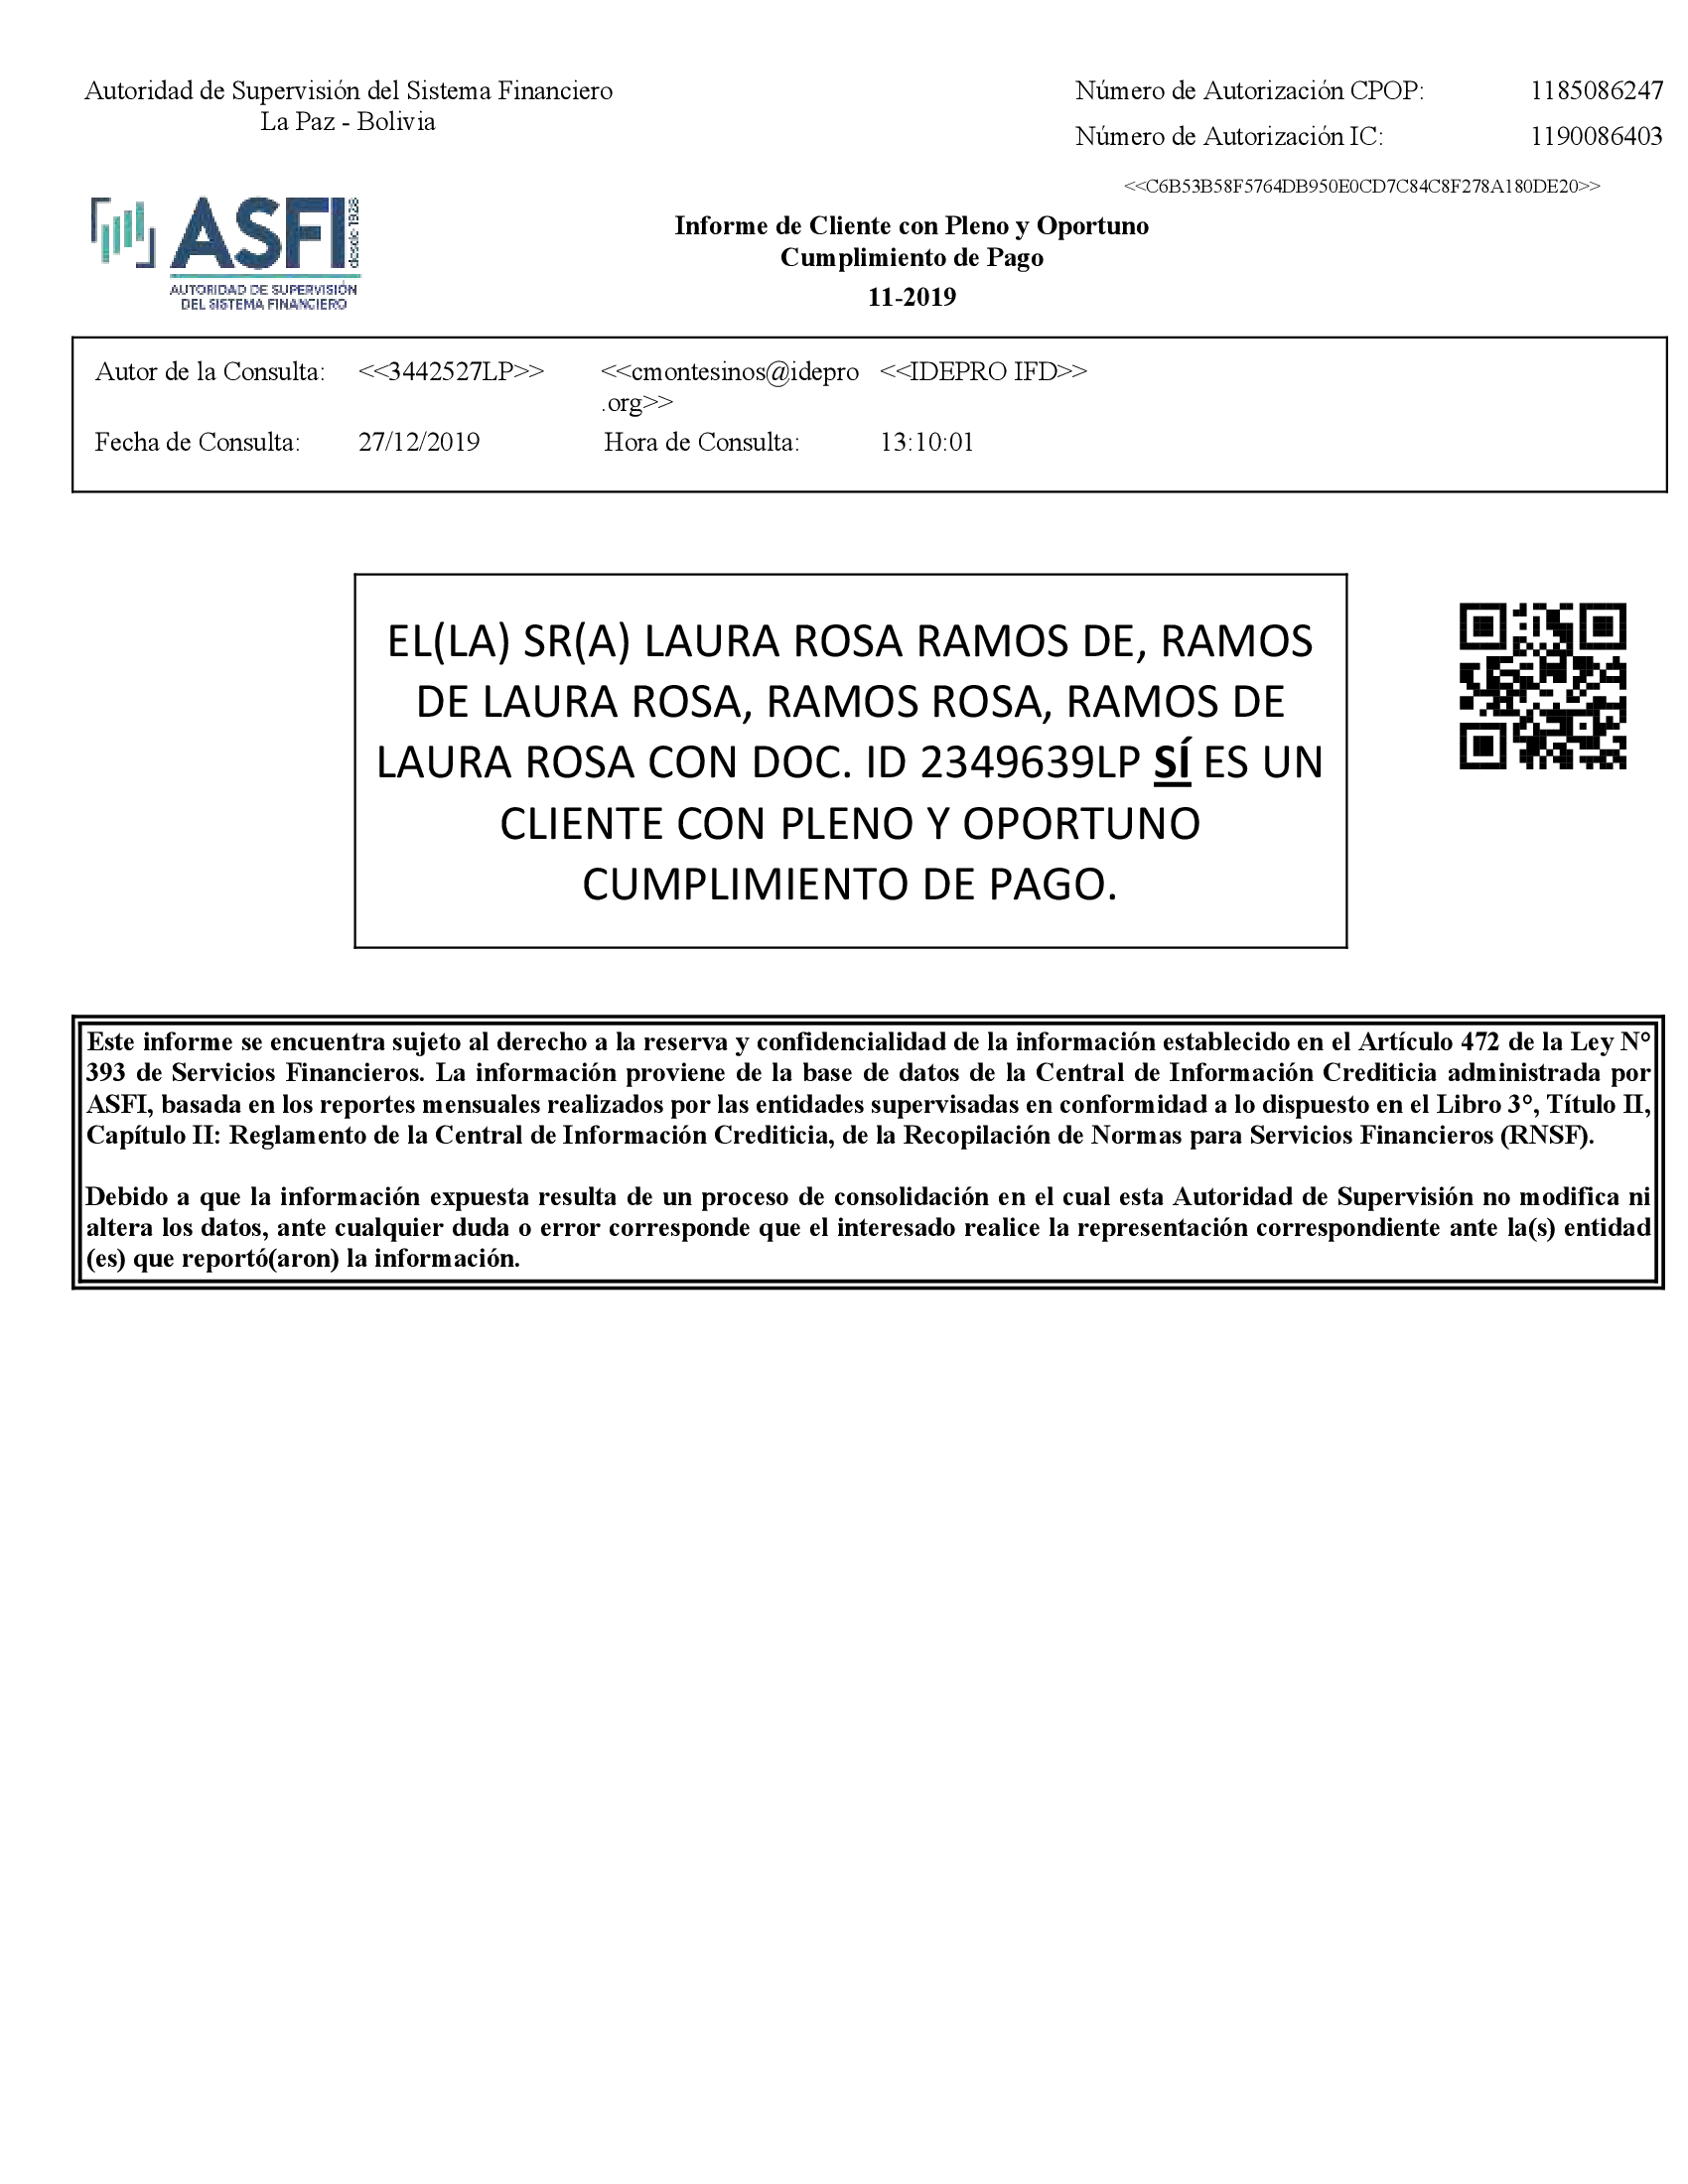 Autoridad de Supervisión del Sistema Financiero
La Paz - Bolivia
Número de Autorización CPOP: 1185086247
Número de Autorización IC: 1190086403
<<C6B53B58F5764DB950E0CD7C84C8F278A180DE20>>
ASFI desde 1928
AUTORIDAD DE SUPERVISIÓN
DEL SISTEMA FINANCIERO
Informe de Cliente con Pleno y Oportuno
Cumplimiento de Pago
11-2019
Autor de la Consulta: <<3442527LP>> <<cmontesinos@idepro <<IDEPRO IFD>>
.org>>
Fecha de Consulta: 27/12/2019 Hora de Consulta: 13:10:01
EL(LA) SR(A) LAURA ROSA RAMOS DE, RAMOS
DE LAURA ROSA, RAMOS ROSA, RAMOS DE
LAURA ROSA CON DOC. ID 2349639LP SÍ ES UN
CLIENTE CON PLENO Y OPORTUNO
CUMPLIMIENTO DE PAGO.
Este informe se encuentra sujeto al derecho a la reserva y confidencialidad de la información establecido en el Artículo 472 de la Ley N°
393 de Servicios Financieros. La información proviene de la base de datos de la Central de Información Crediticia administrada por
ASFI, basada en los reportes mensuales realizados por las entidades supervisadas en conformidad a lo dispuesto en el Libro 3°, Título II,
Capítulo II: Reglamento de la Central de Información Crediticia, de la Recopilación de Normas para Servicios Financieros (RNSF).
Debido a que la información expuesta resulta de un proceso de consolidación en el cual esta Autoridad de Supervisión no modifica ni
altera los datos, ante cualquier duda o error corresponde que el interesado realice la representación correspondiente ante la(s) entidad
(es) que reportó(aron) la información.